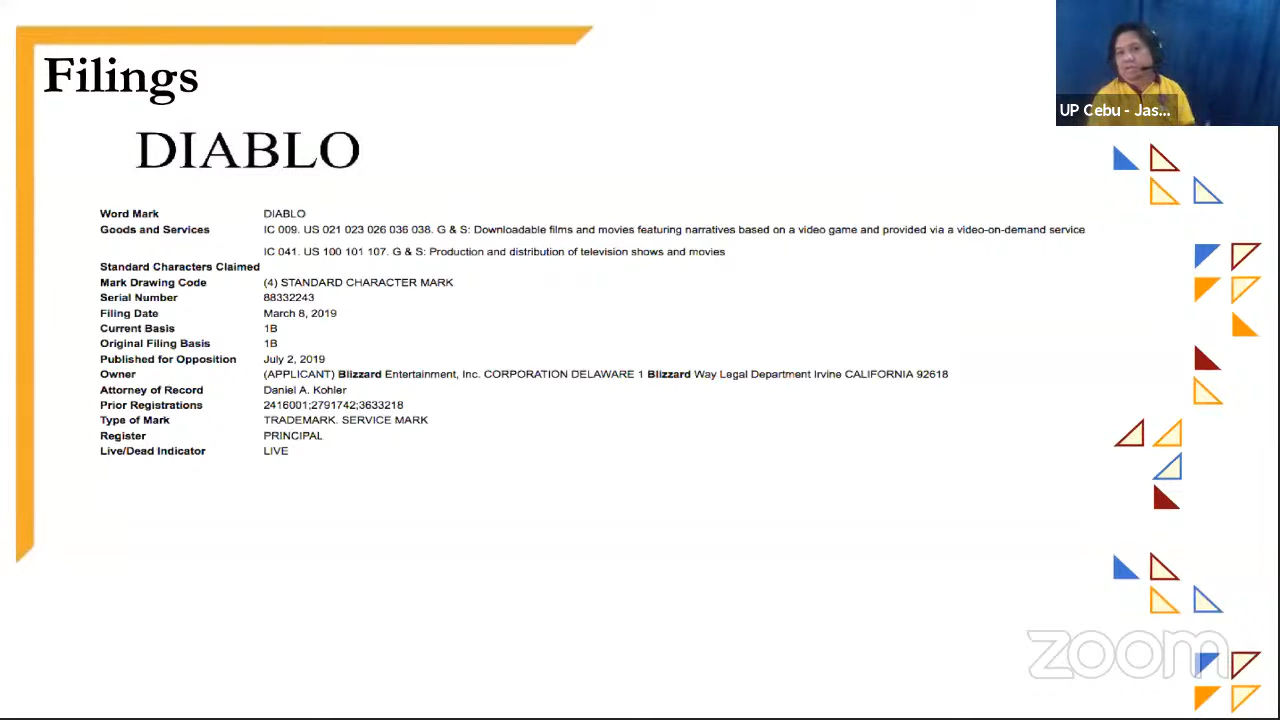 Filings
UP Cebu - Jas...
DIABLO
Word Mark DIABLO
Goods and Services IC 009. US 021 023 026 036 038. G & S: Downloadable films and movies featuring narratives based on a video game and provided via a video-on-demand service
IC 041. US 100 101 107. G & S: Production and distribution of television shows and movies
Standard Characters Claimed
Mark Drawing Code (4) STANDARD CHARACTER MARK
Serial Number 88332243
Filing Date March 8, 2019
Current Basis 1B
Original Filing Basis 1B
Published for Opposition July 2, 2019
Owner (APPLICANT) Blizzard Entertainment, Inc. CORPORATION DELAWARE 1 Blizzard Way Legal Department Irvine CALIFORNIA 92618
Attorney of Record Daniel A. Kohler
Prior Registrations 2416001;2791742;3633218
Type of Mark TRADEMARK. SERVICE MARK
Register PRINCIPAL
Live/Dead Indicator LIVE
zoom